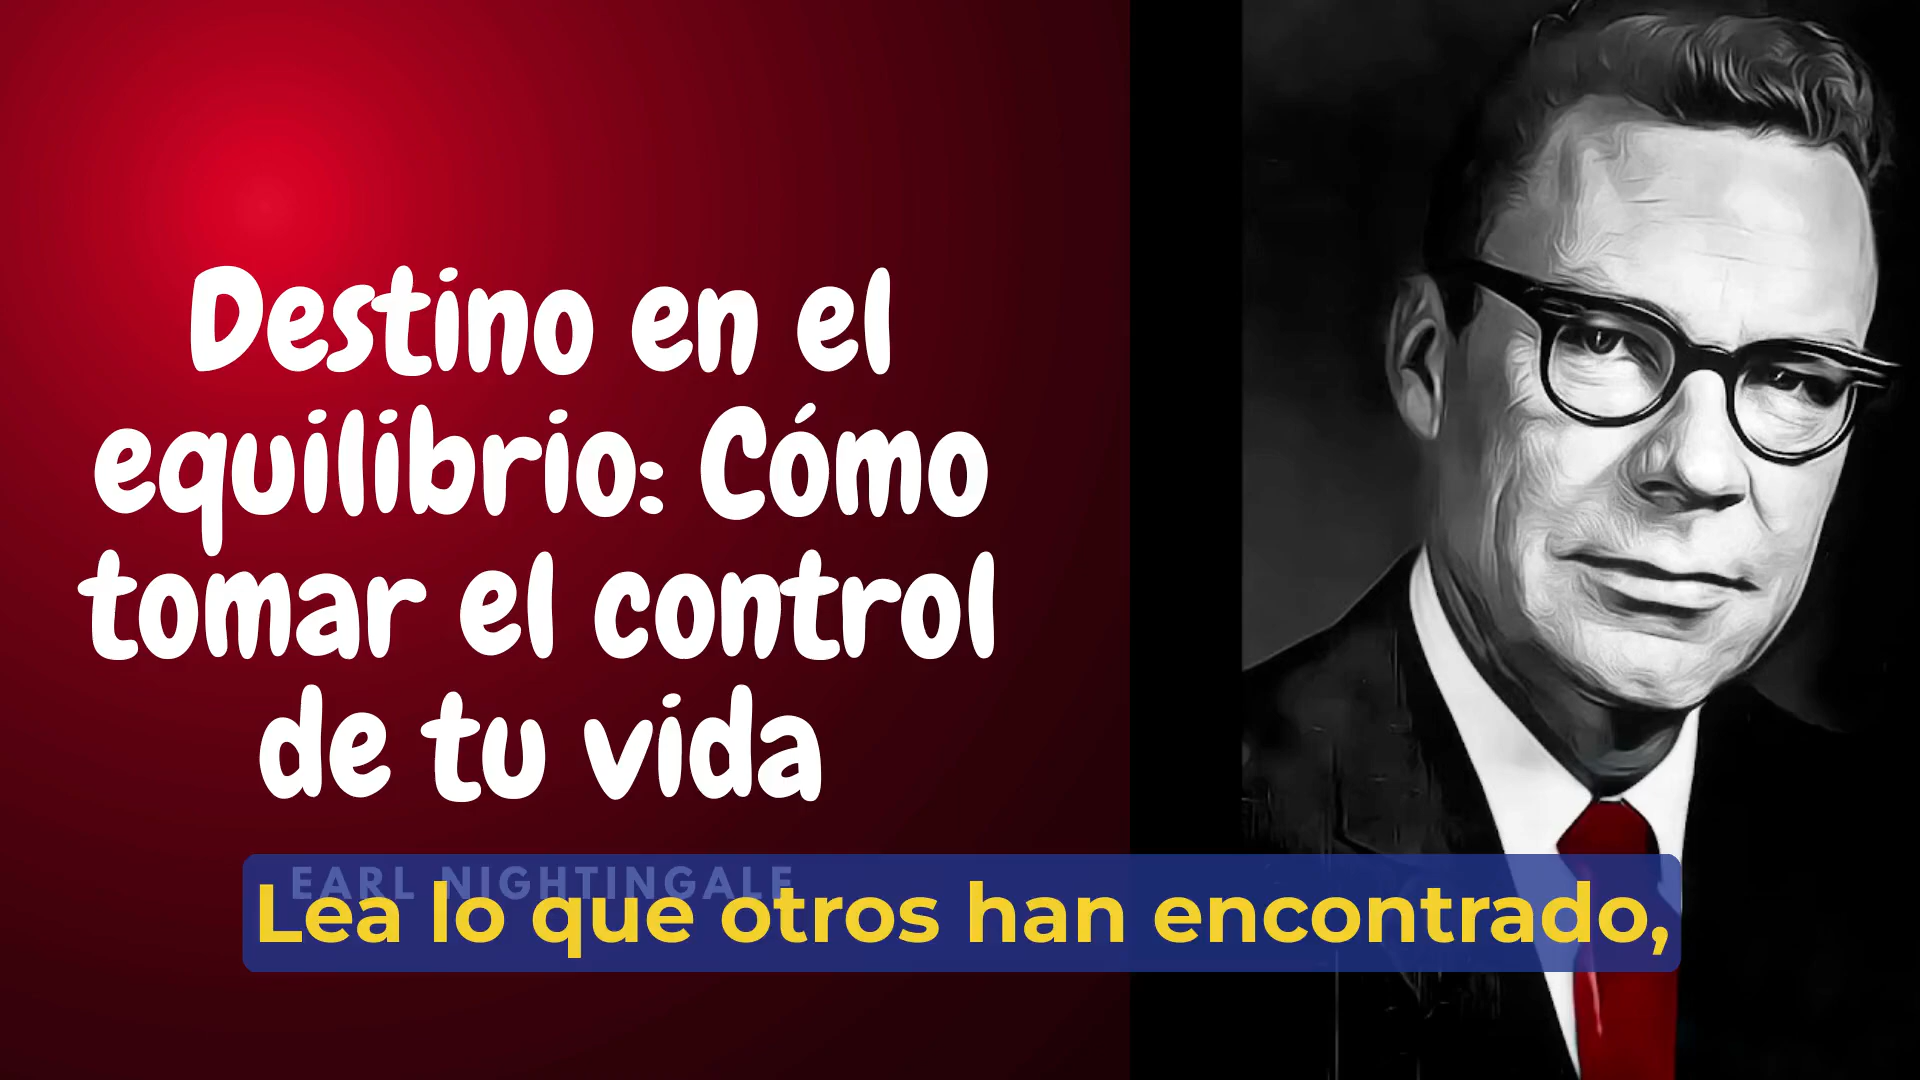 Destino en el
equilibrio: Cómo
tomar el control
de tu vida
EARL NIGHTINGALE
Lea lo que otros han encontrado,